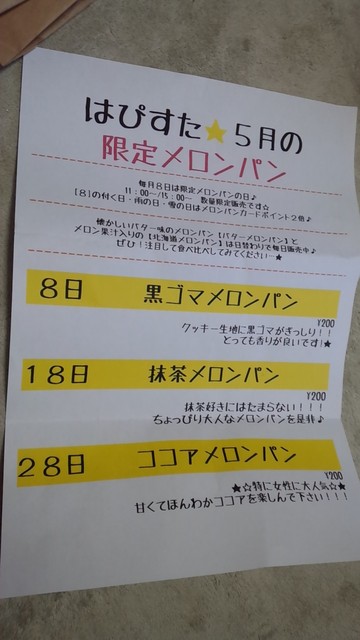 はぴすた★５月の
限定メロンパン
毎月８日は限定メロンパンの日♪
１１：００～/１５：００～　数量限定販売です☆
【８】の付く日・雨の日・雪の日はメロンパンカードポイント２倍♪
懐かしいバター味のメロンパン【バターメロンパン】と
メロン果汁入りの【北海道メロンパン】は日替わりで毎日販売中♪
ぜひ！注目して食べ比べしてみてください…★
８日　黒ゴマメロンパン
¥200
クッキー生地に黒ゴマがぎっしり！！
とっても香りが良いです！★
１８日　抹茶メロンパン
¥200
抹茶好きにはたまらない！！！
ちょっぴり大人なメロンパンを是非♪
２８日　ココアメロンパン
¥200
★☆特に女性に大人気☆★
甘くてほんわかココアを楽しんで下さい！！！